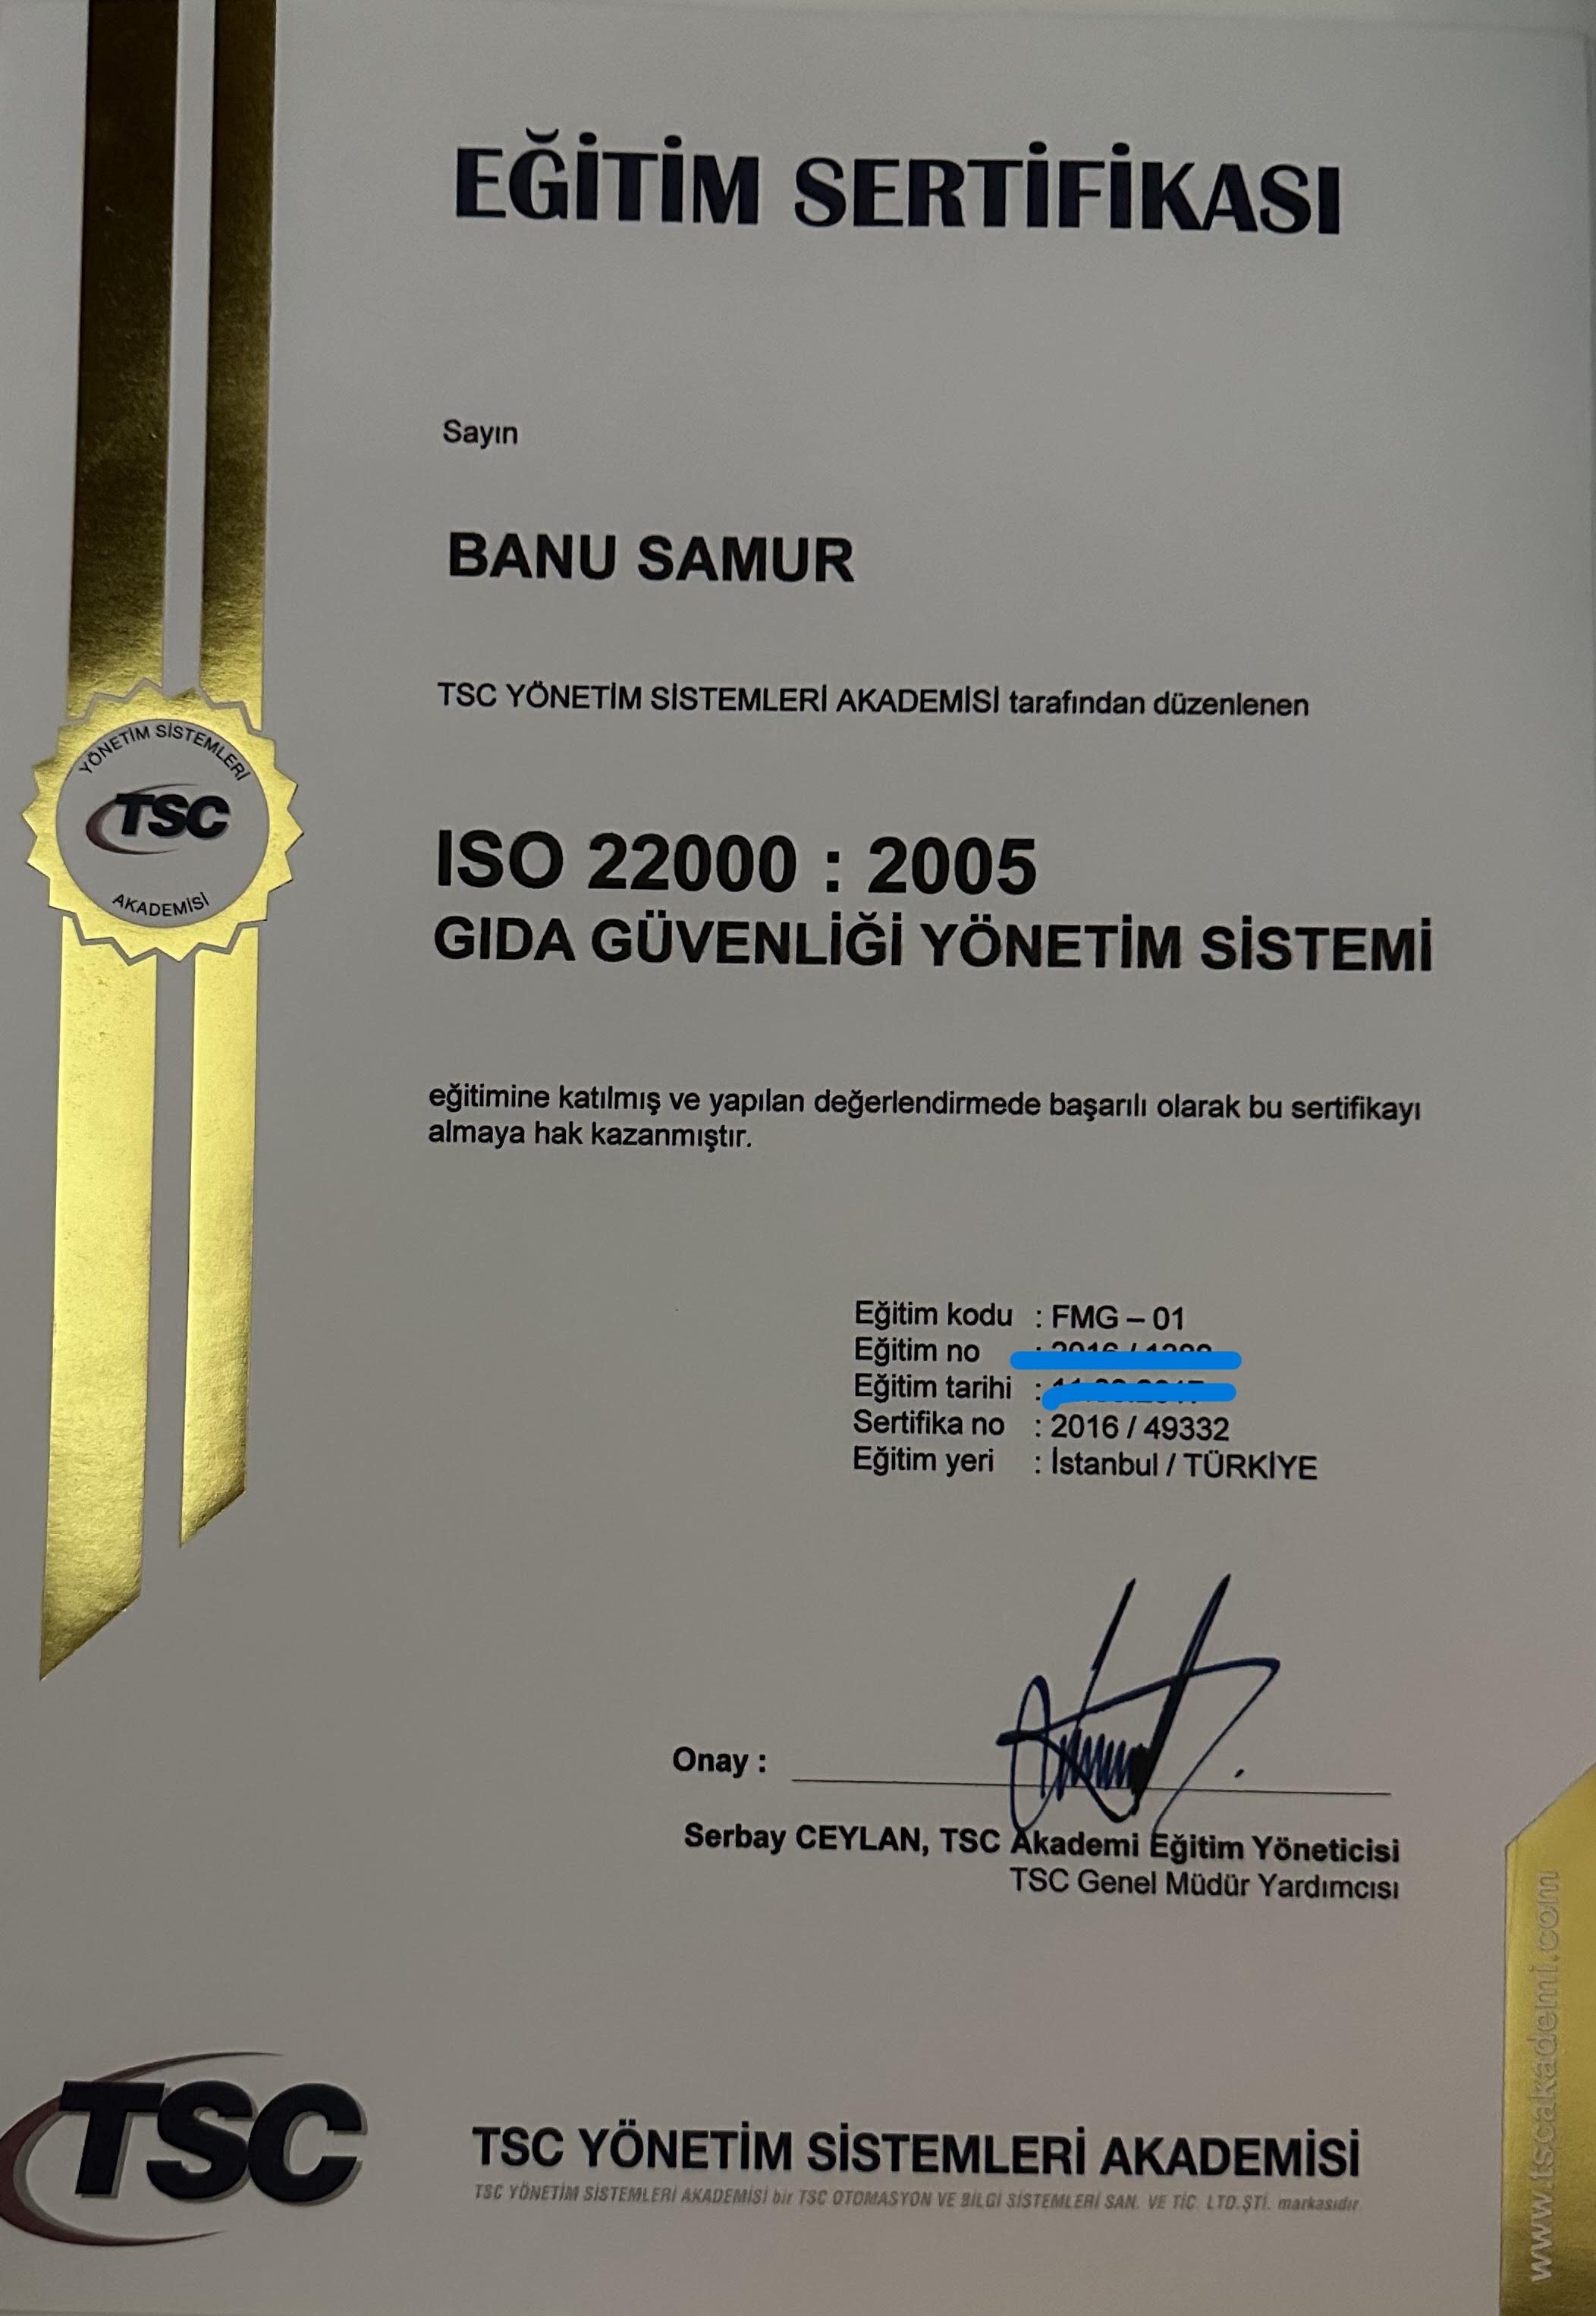 EĞİTİM SERTİFİKASI
Sayın
BANU SAMUR
TSC YÖNETİM SİSTEMLERİ AKADEMİSİ tarafından düzenlenen
YÖNETİM SİSTEMLERİ
TSC
AKADEMİSİ
ISO 22000 : 2005
GIDA GÜVENLİĞİ YÖNETİM SİSTEMİ
eğitimine katılmış ve yapılan değerlendirmede başarılı olarak bu sertifikayı
almaya hak kazanmıştır.
Eğitim kodu : FMG – 01
Eğitim no
Eğitim tarihi :
Sertifika no : 2016 / 49332
Eğitim yeri : İstanbul / TÜRKİYE
Onay :
Serbay CEYLAN, TSC Akademi Eğitim Yöneticisi
TSC Genel Müdür Yardımcısı
www.tscakademi.com
TSC
TSC YÖNETİM SİSTEMLERİ AKADEMİSİ
TSC YÖNETİM SİSTEMLERİ AKADEMİSİ bir TSC OTOMASYON VE BİLGİ SİSTEMLERİ SAN. VE TİC. LTD.ŞTİ. markasıdır.